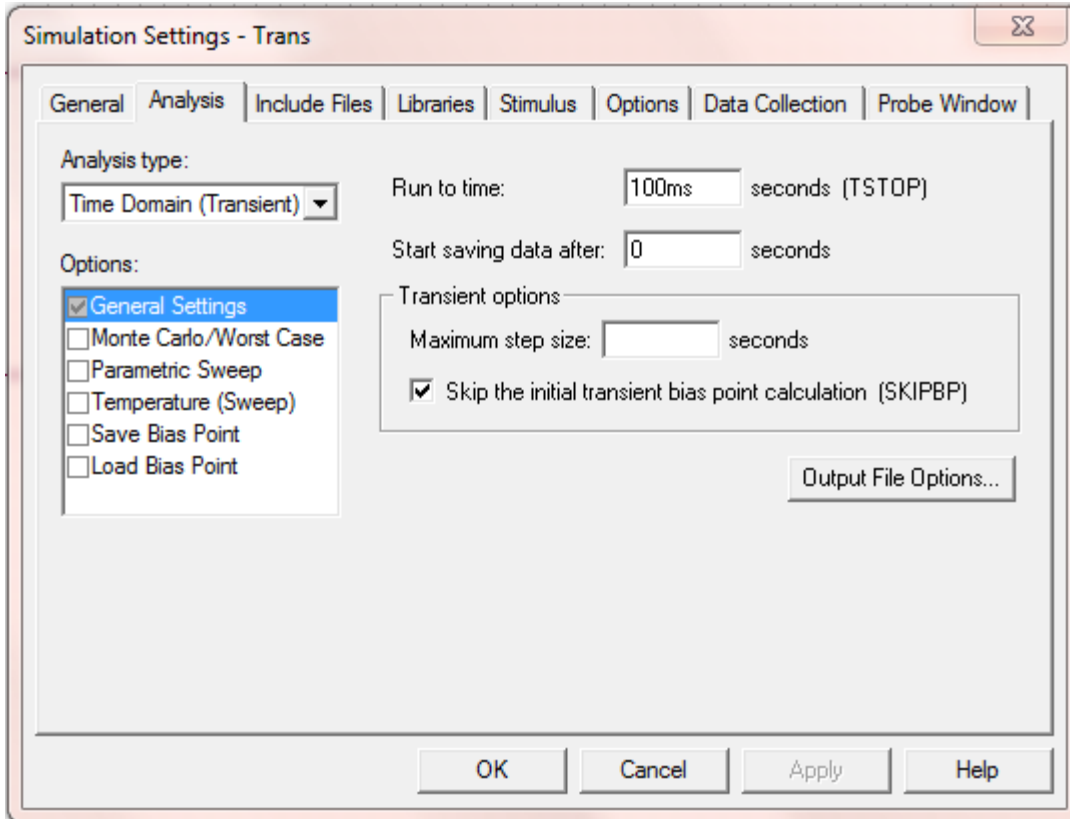 Simulation Settings - Trans
General Analysis Include Files Libraries Stimulus Options Data Collection Probe Window
Analysis type:
Time Domain (Transient)
Options:
General Settings
Monte Carlo/Worst Case
Parametric Sweep
Temperature (Sweep)
Save Bias Point
Load Bias Point
Run to time: 100ms seconds (TSTOP)
Start saving data after: 0 seconds
Transient options
Maximum step size: seconds
Skip the initial transient bias point calculation (SKIPBP)
Output File Options...
OK Cancel Apply Help